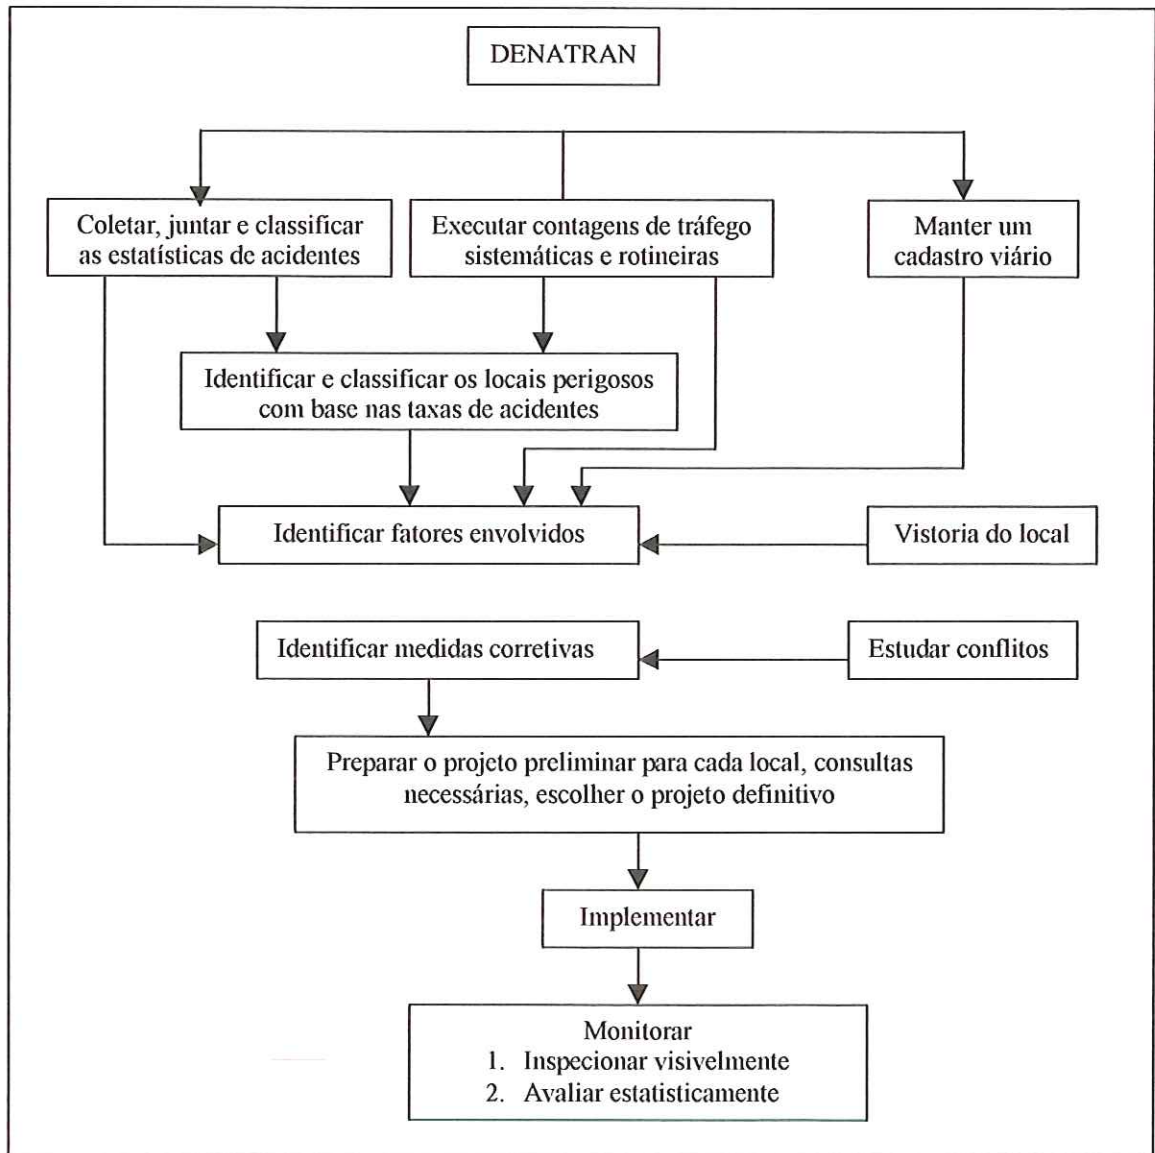 DENATRAN
Coletar, juntar e classificar
as estatísticas de acidentes
Executar contagens de tráfego
sistemáticas e rotineiras
Manter um
cadastro viário
Identificar e classificar os locais perigosos
com base nas taxas de acidentes
Identificar fatores envolvidos
Vistoria do local
Identificar medidas corretivas
Estudar conflitos
Preparar o projeto preliminar para cada local, consultas
necessárias, escolher o projeto definitivo
Implementar
Monitorar
1. Inspecionar visivelmente
2. Avaliar estatisticamente